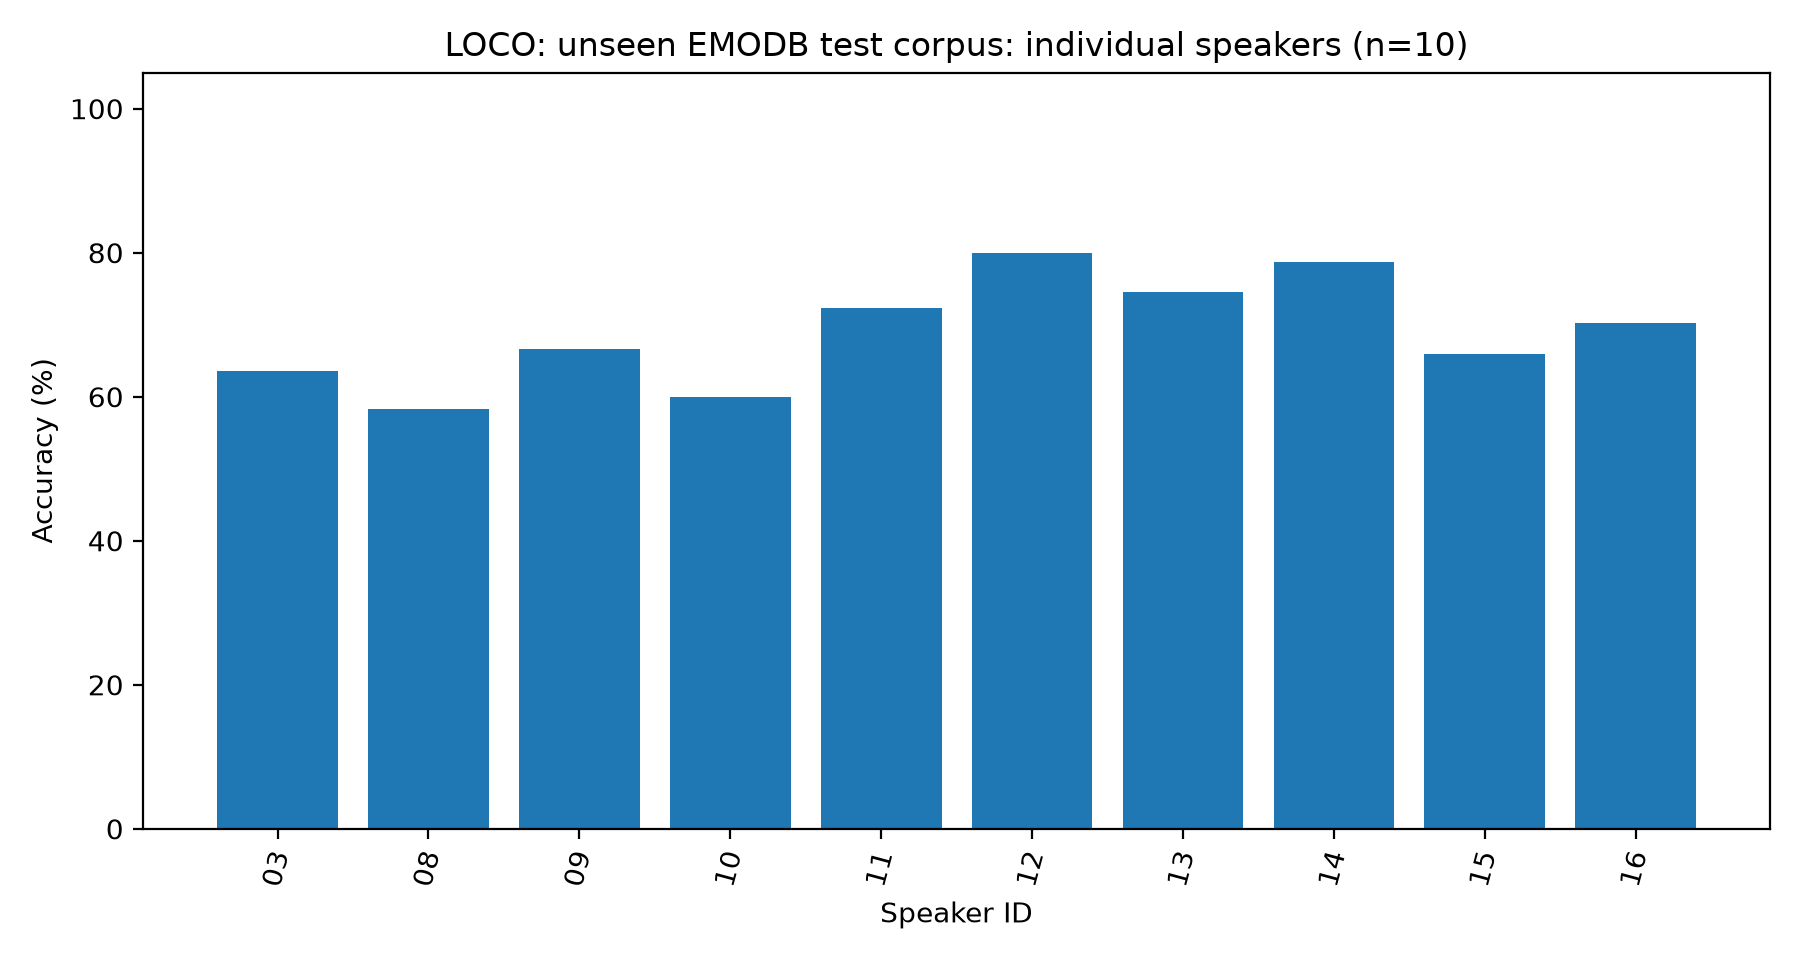 LOCO: unseen EMODB test corpus: individual speakers (n=10)
100
80
60
40
20
0
Accuracy (%)
03 08 09 10 11 12 13 14 15 16
Speaker ID